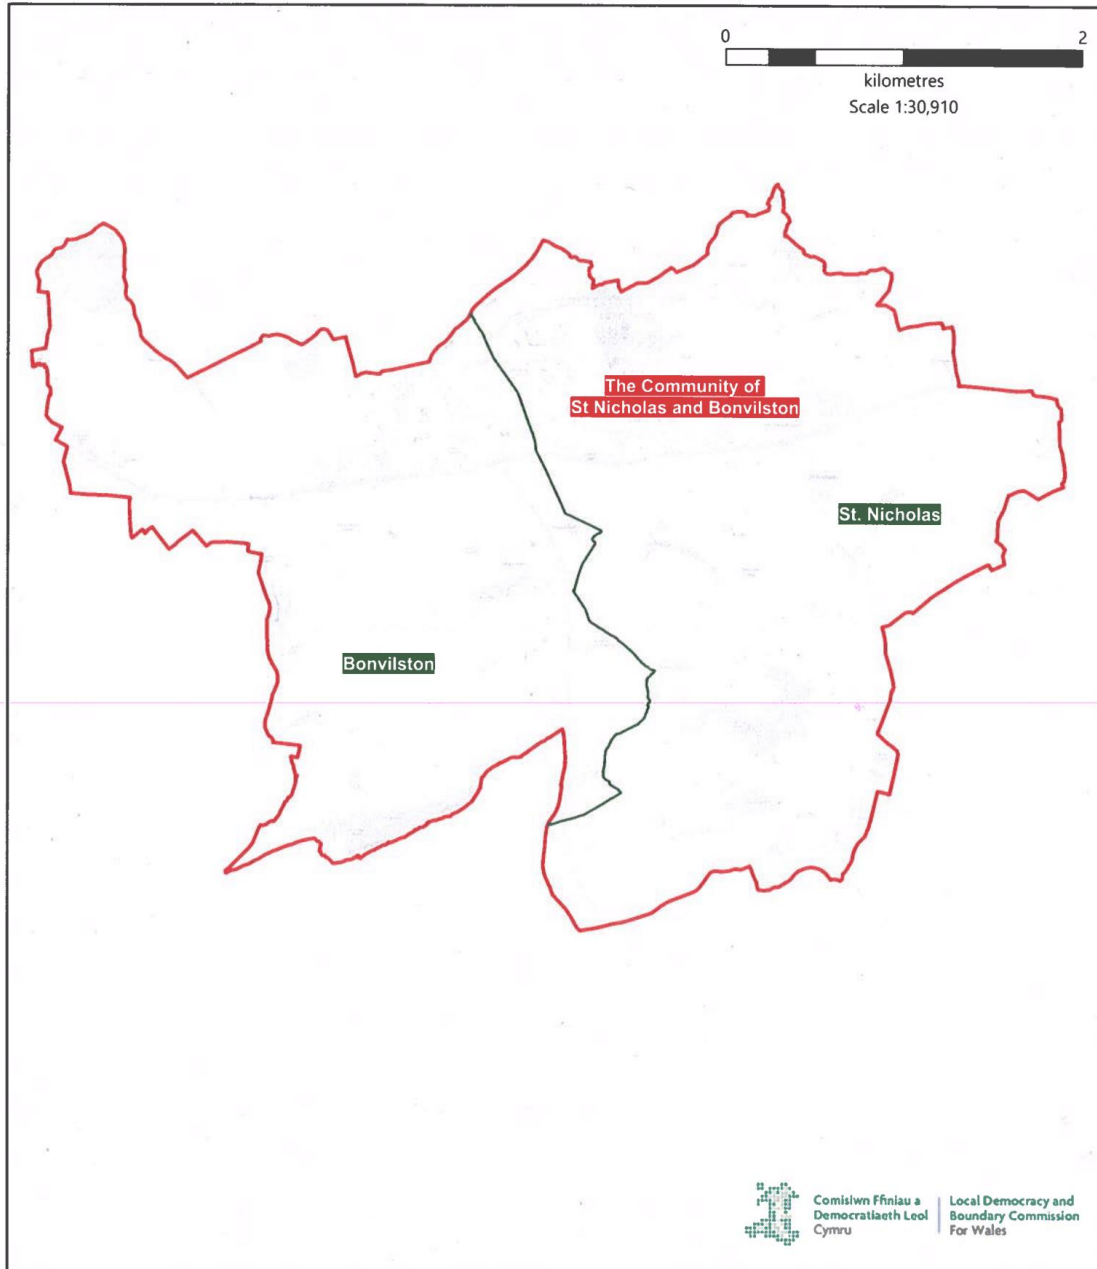 0 2
kilometres
Scale 1:30,910
The Community of
St Nicholas and Bonvilston
St. Nicholas
Bonvilston
Comisiwn Ffiniau a
Democratiaeth Leol
Cymru
Local Democracy and
Boundary Commission
For Wales